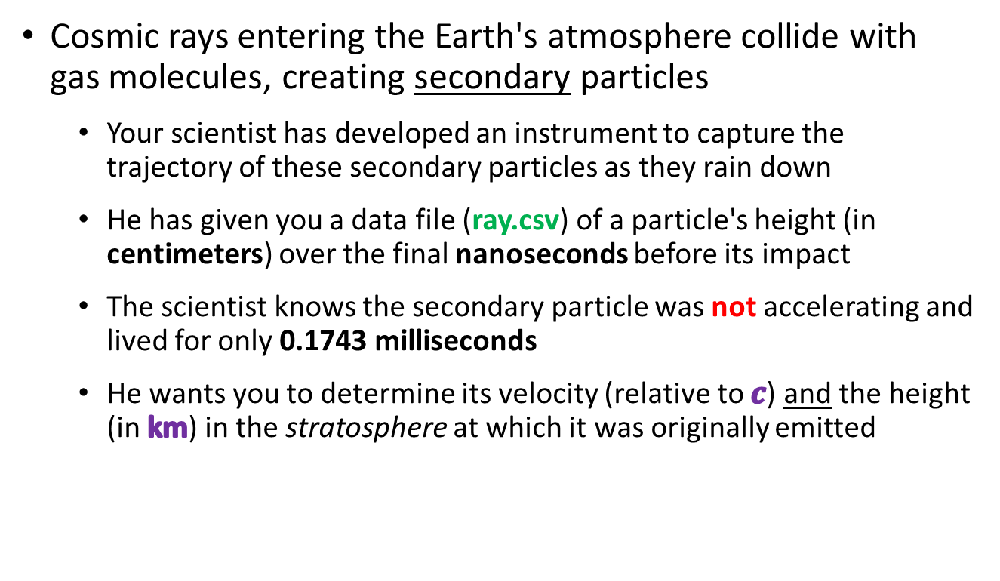 • Cosmic rays entering the Earth's atmosphere collide with
gas molecules, creating secondary particles
• Your scientist has developed an instrument to capture the
trajectory of these secondary particles as they rain down
• He has given you a data file (ray.csv) of a particle's height (in
centimeters) over the final nanoseconds before its impact
• The scientist knows the secondary particle was not accelerating and
lived for only 0.1743 milliseconds
• He wants you to determine its velocity (relative to c) and the height
(in km) in the stratosphere at which it was originally emitted